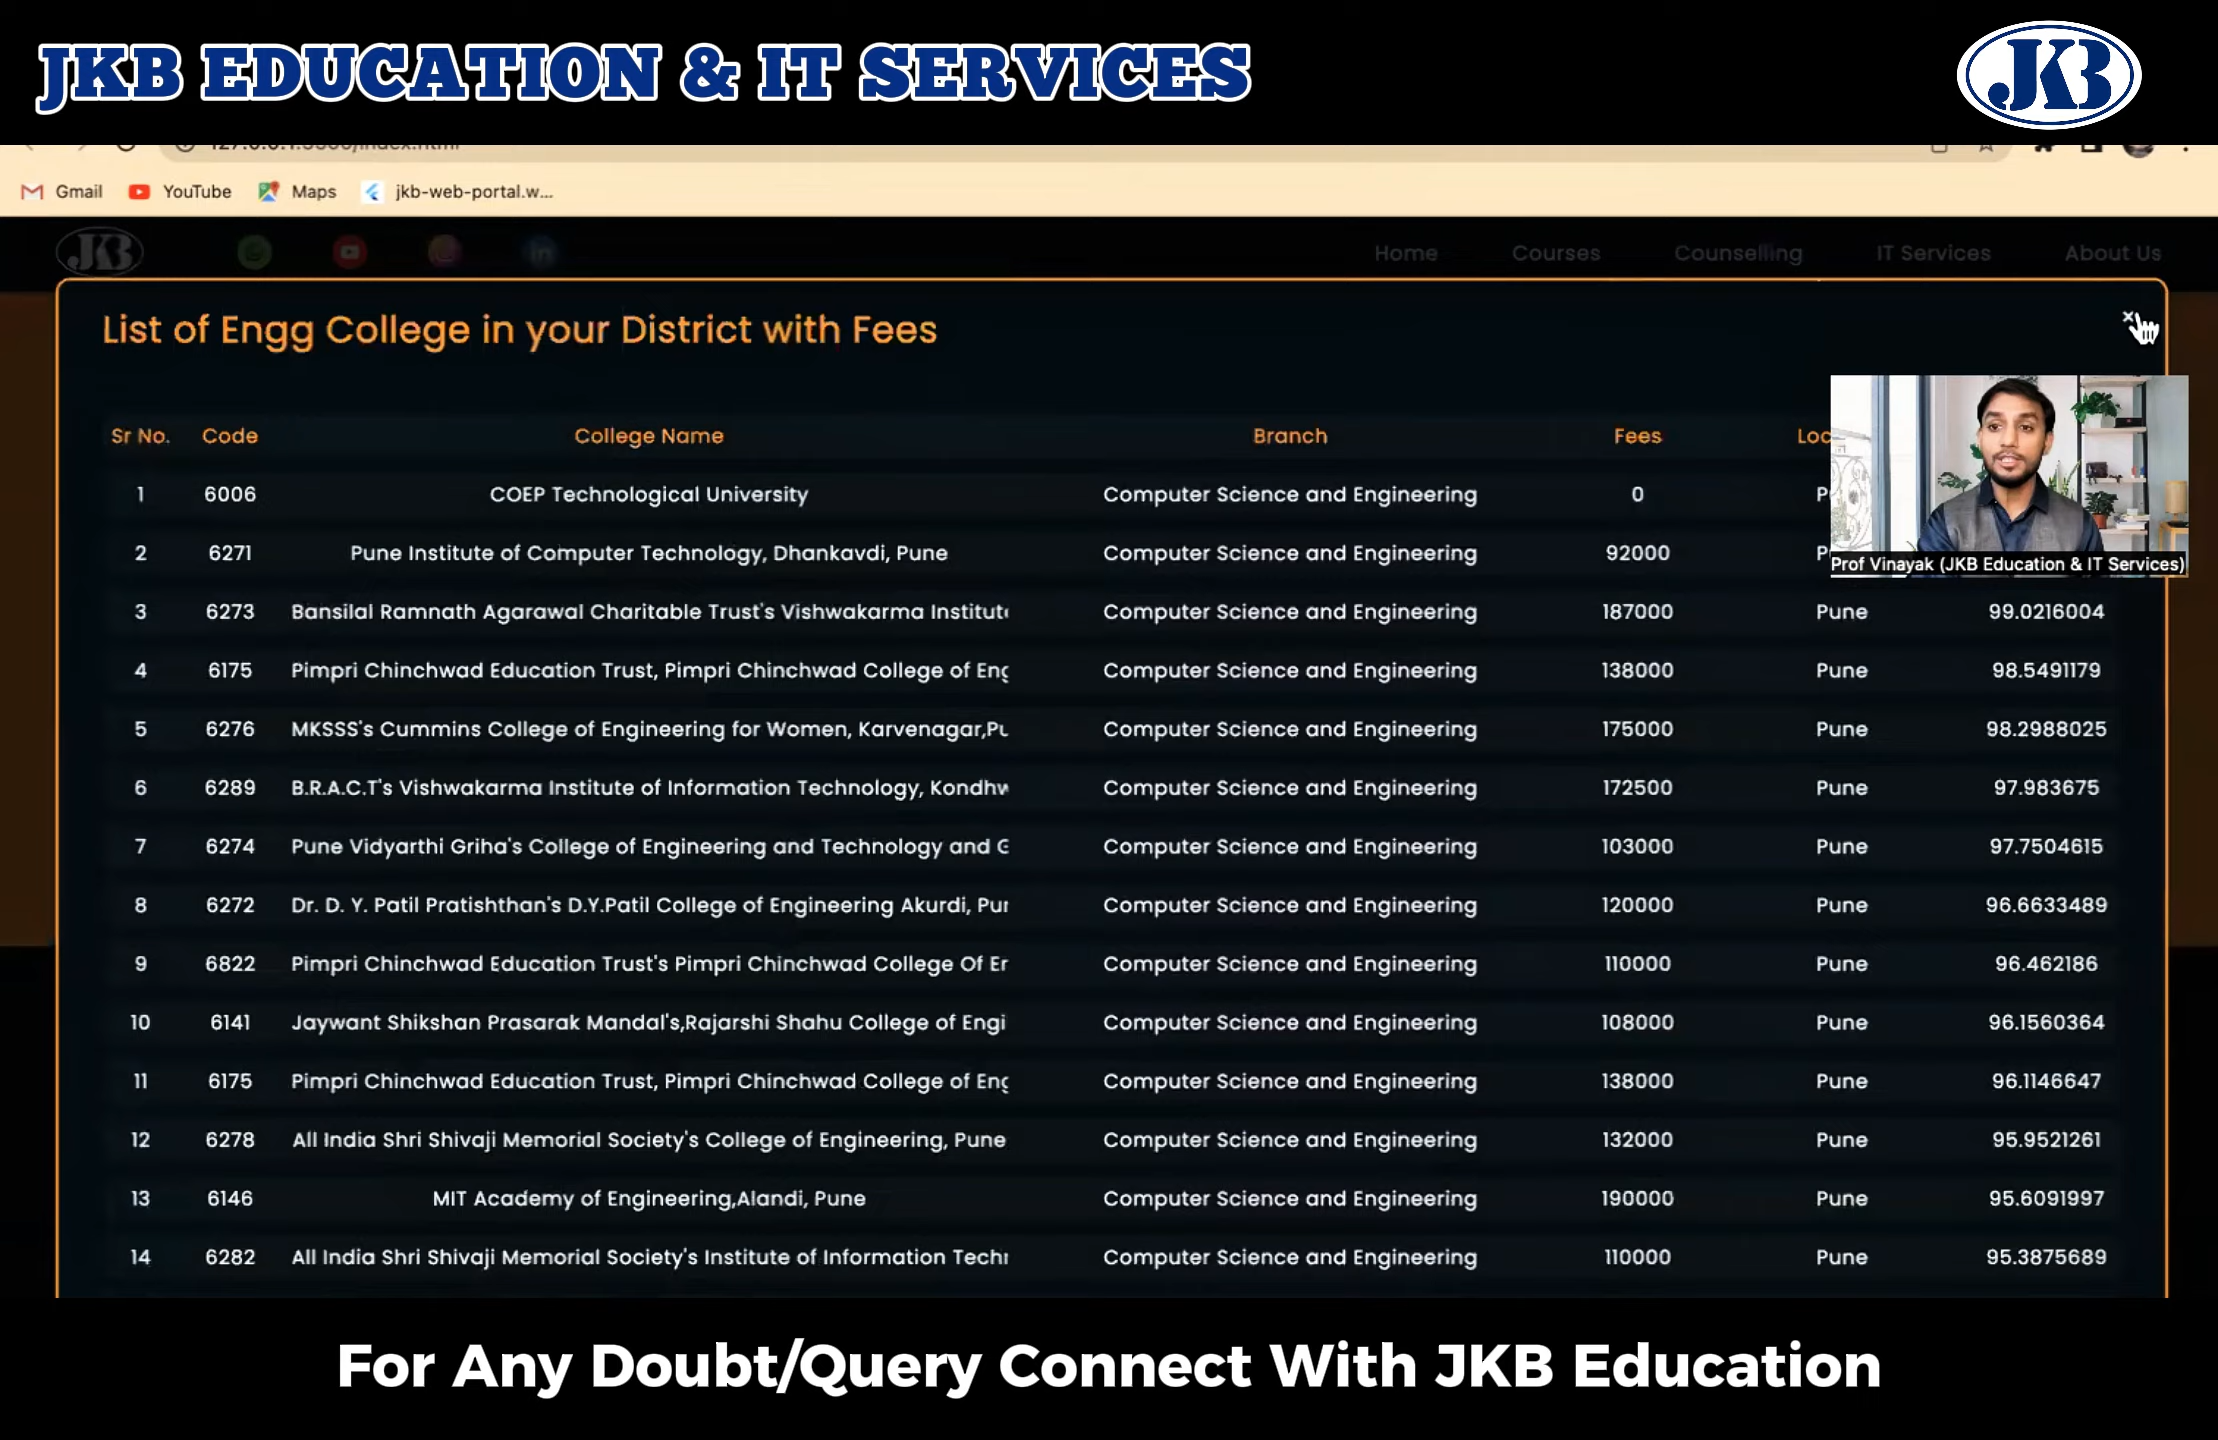 JKB EDUCATION & IT SERVICES
JKB
127.0.0.1:5500/index.html
Gmail YouTube Maps jkb-web-portal.w...
JKB Home Courses Counselling IT Services About Us
List of Engg College in your District with Fees
Sr No. Code College Name Branch Fees Loc
1 6006 COEP Technological University Computer Science and Engineering 0 P
2 6271 Pune Institute of Computer Technology, Dhankavdi, Pune Computer Science and Engineering 92000 P
Prof Vinayak (JKB Education & IT Services)
3 6273 Bansilal Ramnath Agarawal Charitable Trust's Vishwakarma Institut Computer Science and Engineering 187000 Pune 99.0216004
4 6175 Pimpri Chinchwad Education Trust, Pimpri Chinchwad College of Eng Computer Science and Engineering 138000 Pune 98.5491179
5 6276 MKSSS's Cummins College of Engineering for Women, Karvenagar,Pu Computer Science and Engineering 175000 Pune 98.2988025
6 6289 B.R.A.C.T's Vishwakarma Institute of Information Technology, Kondhw Computer Science and Engineering 172500 Pune 97.983675
7 6274 Pune Vidyarthi Griha's College of Engineering and Technology and G Computer Science and Engineering 103000 Pune 97.7504615
8 6272 Dr. D. Y. Patil Pratishthan's D.Y.Patil College of Engineering Akurdi, Pun Computer Science and Engineering 120000 Pune 96.6633489
9 6822 Pimpri Chinchwad Education Trust's Pimpri Chinchwad College Of En Computer Science and Engineering 110000 Pune 96.462186
10 6141 Jaywant Shikshan Prasarak Mandal's,Rajarshi Shahu College of Engi Computer Science and Engineering 108000 Pune 96.1560364
11 6175 Pimpri Chinchwad Education Trust, Pimpri Chinchwad College of Eng Computer Science and Engineering 138000 Pune 96.1146647
12 6278 All India Shri Shivaji Memorial Society's College of Engineering, Pune Computer Science and Engineering 132000 Pune 95.9521261
13 6146 MIT Academy of Engineering,Alandi, Pune Computer Science and Engineering 190000 Pune 95.6091997
14 6282 All India Shri Shivaji Memorial Society's Institute of Information Techn Computer Science and Engineering 110000 Pune 95.3875689
For Any Doubt/Query Connect With JKB Education